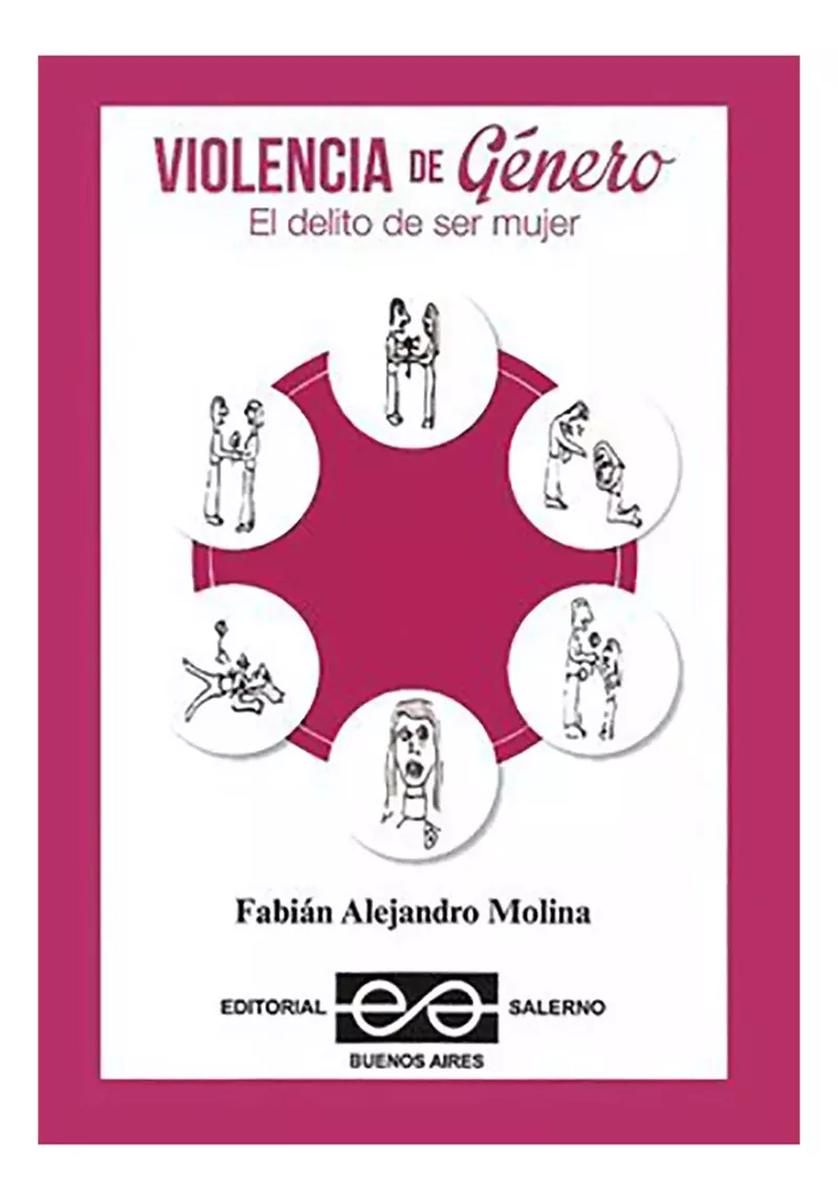 VIOLENCIA DE Género
El delito de ser mujer
Fabián Alejandro Molina
EDITORIAL SALERNO
BUENOS AIRES